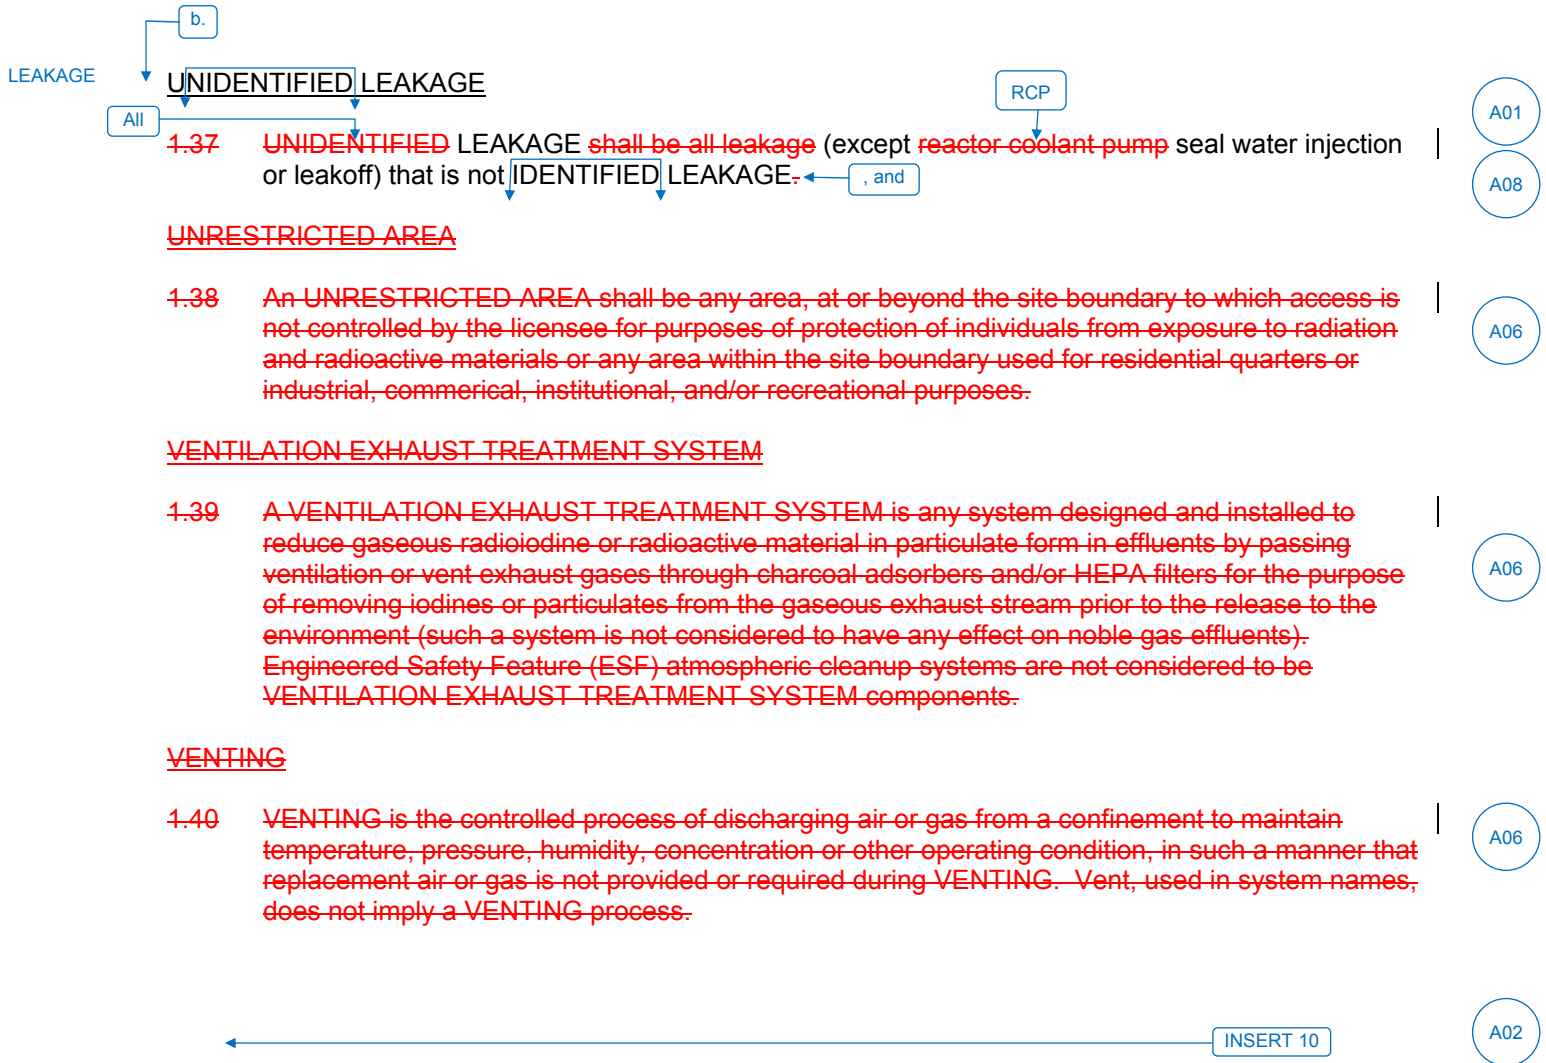 b.
LEAKAGE
UNIDENTIFIED LEAKAGE
RCP
A01
All
1.37 UNIDENTIFIED LEAKAGE shall be all leakage (except reactor coolant pump seal water injection
or leakoff) that is not IDENTIFIED LEAKAGE.
, and
A08
UNRESTRICTED AREA
1.38 An UNRESTRICTED AREA shall be any area, at or beyond the site boundary to which access is
not controlled by the licensee for purposes of protection of individuals from exposure to radiation
A06
and radioactive materials or any area within the site boundary used for residential quarters or
industrial, commerical, institutional, and/or recreational purposes.
VENTILATION EXHAUST TREATMENT SYSTEM
1.39 A VENTILATION EXHAUST TREATMENT SYSTEM is any system designed and installed to
reduce gaseous radioiodine or radioactive material in particulate form in effluents by passing
ventilation or vent exhaust gases through charcoal adsorbers and/or HEPA filters for the purpose
A06
of removing iodines or particulates from the gaseous exhaust stream prior to the release to the
environment (such a system is not considered to have any effect on noble gas effluents).
Engineered Safety Feature (ESF) atmospheric cleanup systems are not considered to be
VENTILATION EXHAUST TREATMENT SYSTEM components.
VENTING
1.40 VENTING is the controlled process of discharging air or gas from a confinement to maintain
A06
temperature, pressure, humidity, concentration or other operating condition, in such a manner that
replacement air or gas is not provided or required during VENTING. Vent, used in system names,
does not imply a VENTING process.
INSERT 10
A02